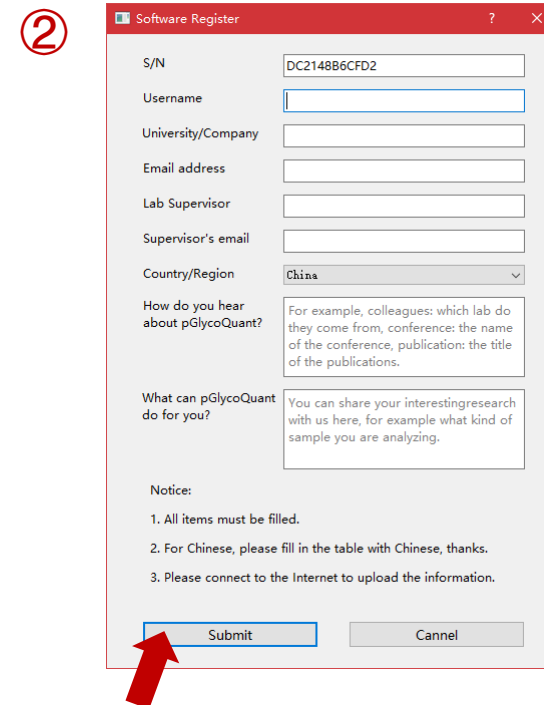 ②
Software Register
S/N
DC2148B6CFD2
Username
University/Company
Email address
Lab Supervisor
Supervisor's email
Country/Region
China
How do you hear
about pGlycoQuant?
For example, colleagues: which lab do
they come from, conference: the name
of the conference, publication: the title
of the publications.
What can pGlycoQuant
do for you?
You can share your interestingresearch
with us here, for example what kind of
sample you are analyzing.
Notice:
1. All items must be filled.
2. For Chinese, please fill in the table with Chinese, thanks.
3. Please connect to the Internet to upload the information.
Submit
Cannel